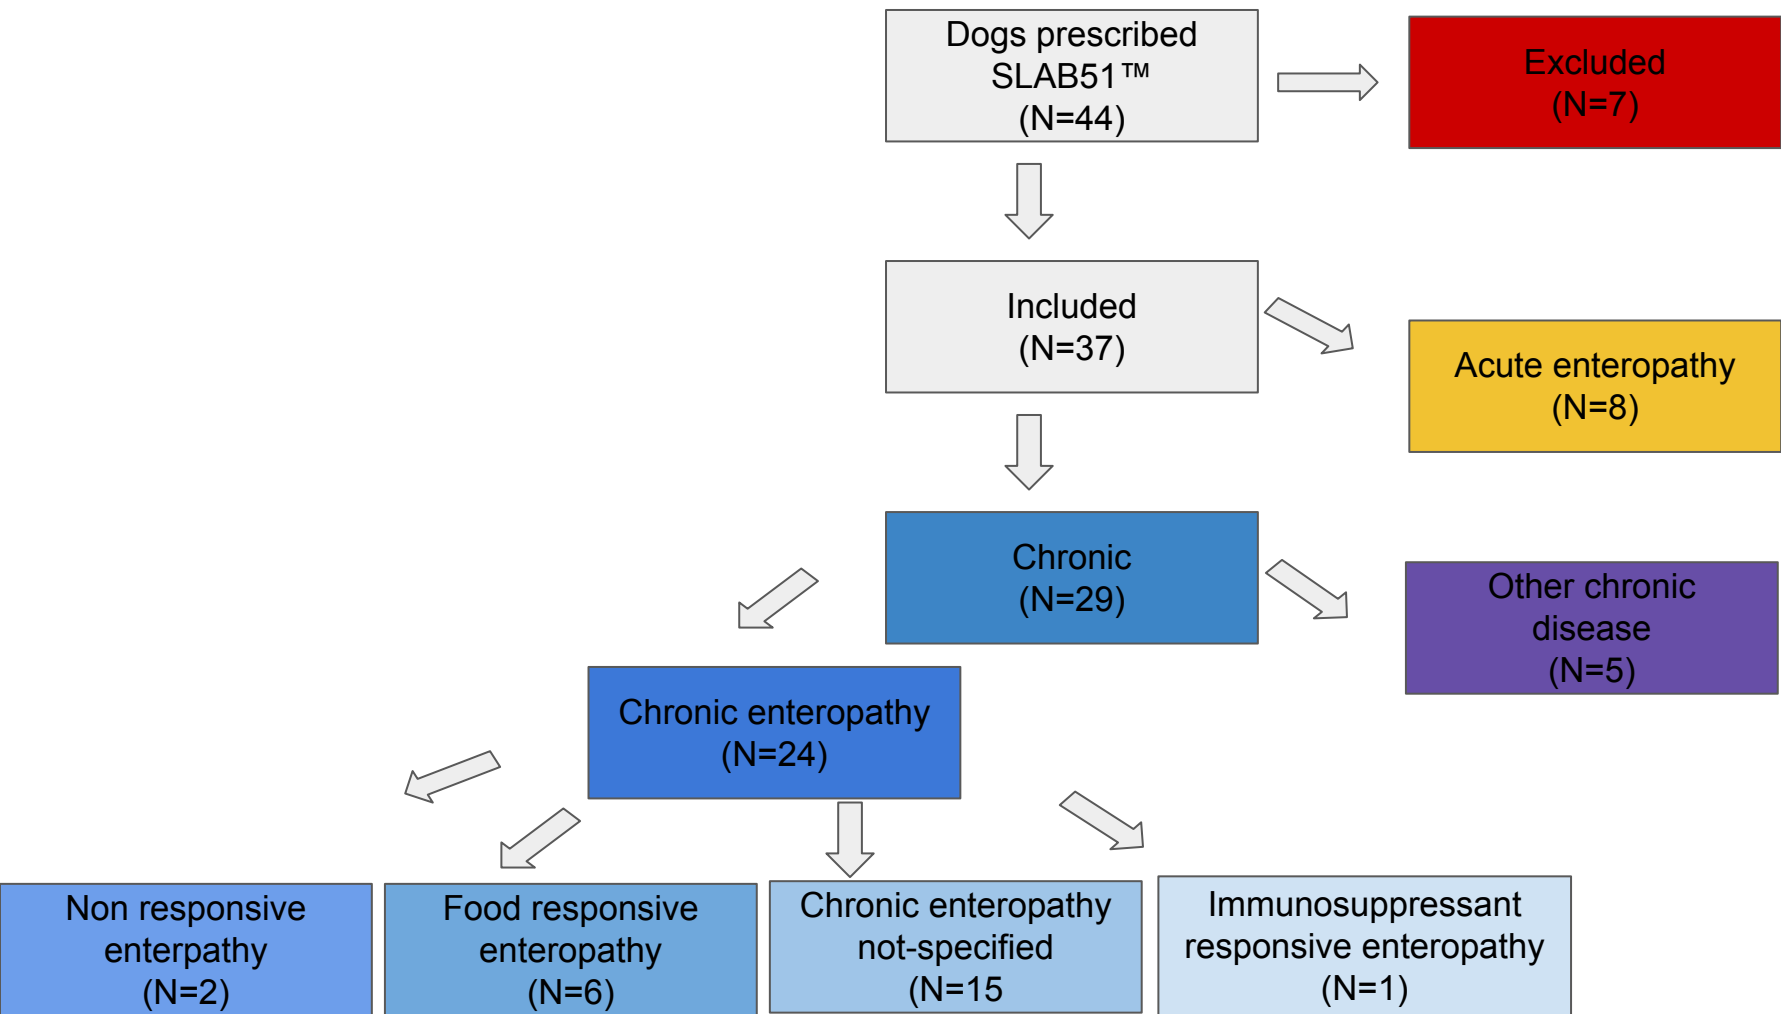 Dogs prescribed
SLAB51™
(N=44)
Excluded
(N=7)
Included
(N=37)
Acute enteropathy
(N=8)
Chronic
(N=29)
Other chronic
disease
(N=5)
Chronic enteropathy
(N=24)
Non responsive
enterpathy
(N=2)
Food responsive
enteropathy
(N=6)
Chronic enteropathy
not-specified
(N=15
Immunosuppressant
responsive enteropathy
(N=1)